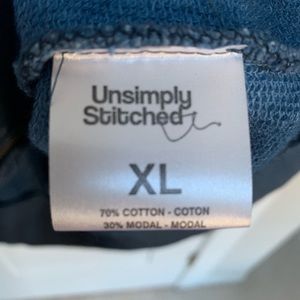 Unsimply
Stitched
XL
70% COTTON - COTON
30% MODAL - MODAL